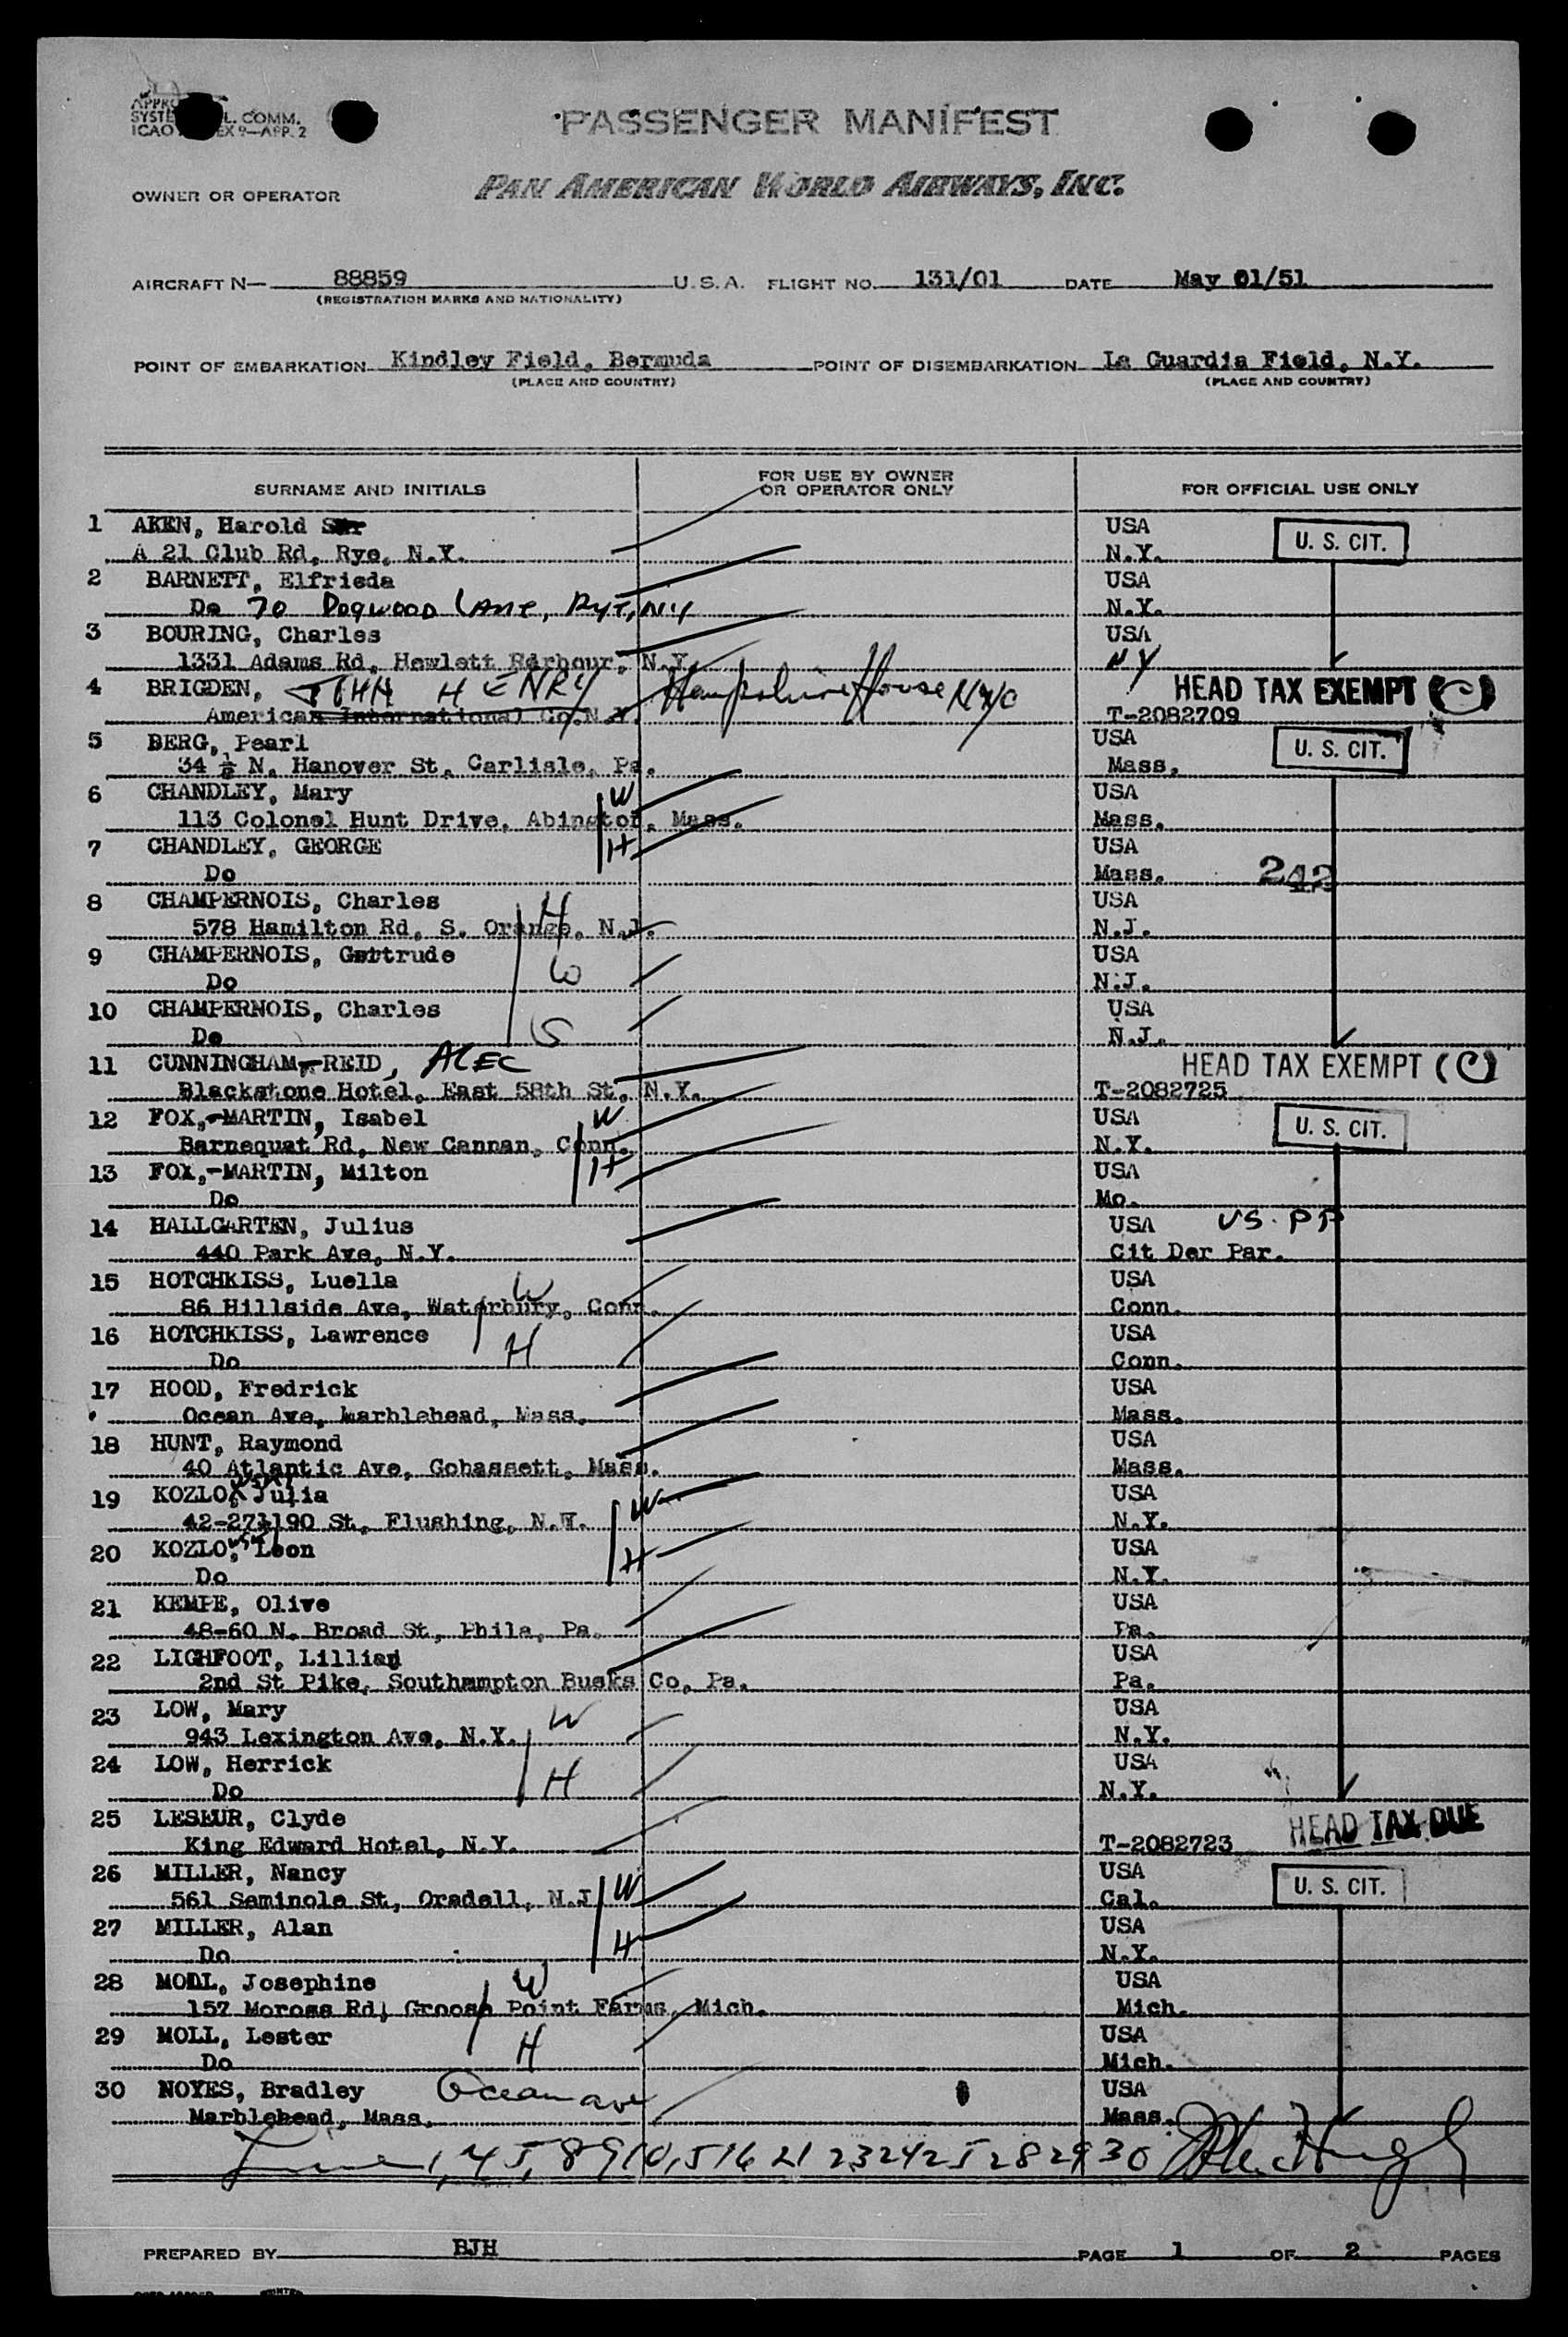 L. COMM.
ICAO EX 9—APP. 2
PASSENGER MANIFEST
OWNER OR OPERATOR
PAN AMERICAN WORLD AIRWAYS, INC.
AIRCRAFT N— 88859 U.S.A. FLIGHT NO. 131/01 DATE May 01/51
(REGISTRATION MARKS AND NATIONALITY)
POINT OF EMBARKATION Kindley Field, Bermuda POINT OF DISEMBARKATION La Guardia Field, N.Y.
(PLACE AND COUNTRY) (PLACE AND COUNTRY)
SURNAME AND INITIALS FOR USE BY OWNER OR OPERATOR ONLY FOR OFFICIAL USE ONLY
1 AKEN, Harold USA U. S. CIT.
A 21 Club Rd, Rye, N.Y. N.Y.
2 BARNETT, Elfrieda USA
Do 70 DOGWOOD LANE, RYE, NY N.Y.
3 BOURING, Charles USA
1331 Adams Rd, Hewlett Harbour, N.Y. NY
4 BRIGDEN, JOHN HENRY Hampshire House NYC HEAD TAX EXEMPT (C)
American International Co, N.Y. T-2082709
5 BERG, Pearl USA U. S. CIT.
34 ½ N. Hanover St, Carlisle, Pa. Mass.
6 CHANDLEY, Mary W USA
113 Colonel Hunt Drive, Abington, Mass. Mass.
7 CHANDLEY, GEORGE H USA
Do Mass. 242
8 CHAMPERNOIS, Charles H USA
578 Hamilton Rd, S. Orange, N.J. N.J.
9 CHAMPERNOIS, Gertrude W USA
Do N.J.
10 CHAMPERNOIS, Charles S USA
Do N.J.
11 CUNNINGHAM-REID, ALEC HEAD TAX EXEMPT (C)
Blackstone Hotel, East 58th St, N.Y. T-2082725
12 FOX,-MARTIN, Isabel W USA U. S. CIT.
Barnequat Rd, New Cannan, Conn. N.Y.
13 FOX,-MARTIN, Milton H USA
Do Mo.
14 HALLGARTEN, Julius USA US. PP
440 Park Ave, N.Y. Cit Der Par.
15 HOTCHKISS, Luella W USA
86 Hillside Ave, Waterbury, Conn. Conn.
16 HOTCHKISS, Lawrence H USA
Do Conn.
17 HOOD, Fredrick USA
Ocean Ave, Marblehead, Mass. Mass.
18 HUNT, Raymond USA
40 Atlantic Ave, Cohassett, Mass. Mass.
19 KOZLO, Julia W USA
42-27 190 St, Flushing, N.Y. N.Y.
20 KOZLO, Leon H USA
Do N.Y.
21 KEMPE, Olive USA
48-60 N. Broad St, Phila, Pa. Pa.
22 LIGHFOOT, Lillian USA
2nd St Pike, Southampton Busks Co, Pa. Pa.
23 LOW, Mary W USA
943 Lexington Ave, N.Y. N.Y.
24 LOW, Herrick H USA
Do N.Y.
25 LESEUR, Clyde HEAD TAX DUE
King Edward Hotel, N.Y. T-2082723
26 MILLER, Nancy W USA U. S. CIT.
561 Seminole St, Oradell, N.J Cal.
27 MILLER, Alan H USA
Do N.Y.
28 MOLL, Josephine W USA
157 Moross Rd, Groose Point Farms, Mich. Mich.
29 MOLL, Lester H USA
Do Mich.
30 NOYES, Bradley Ocean ave USA
Marblehead, Mass. Mass.
PREPARED BY BJH PAGE 1 OF 2 PAGES